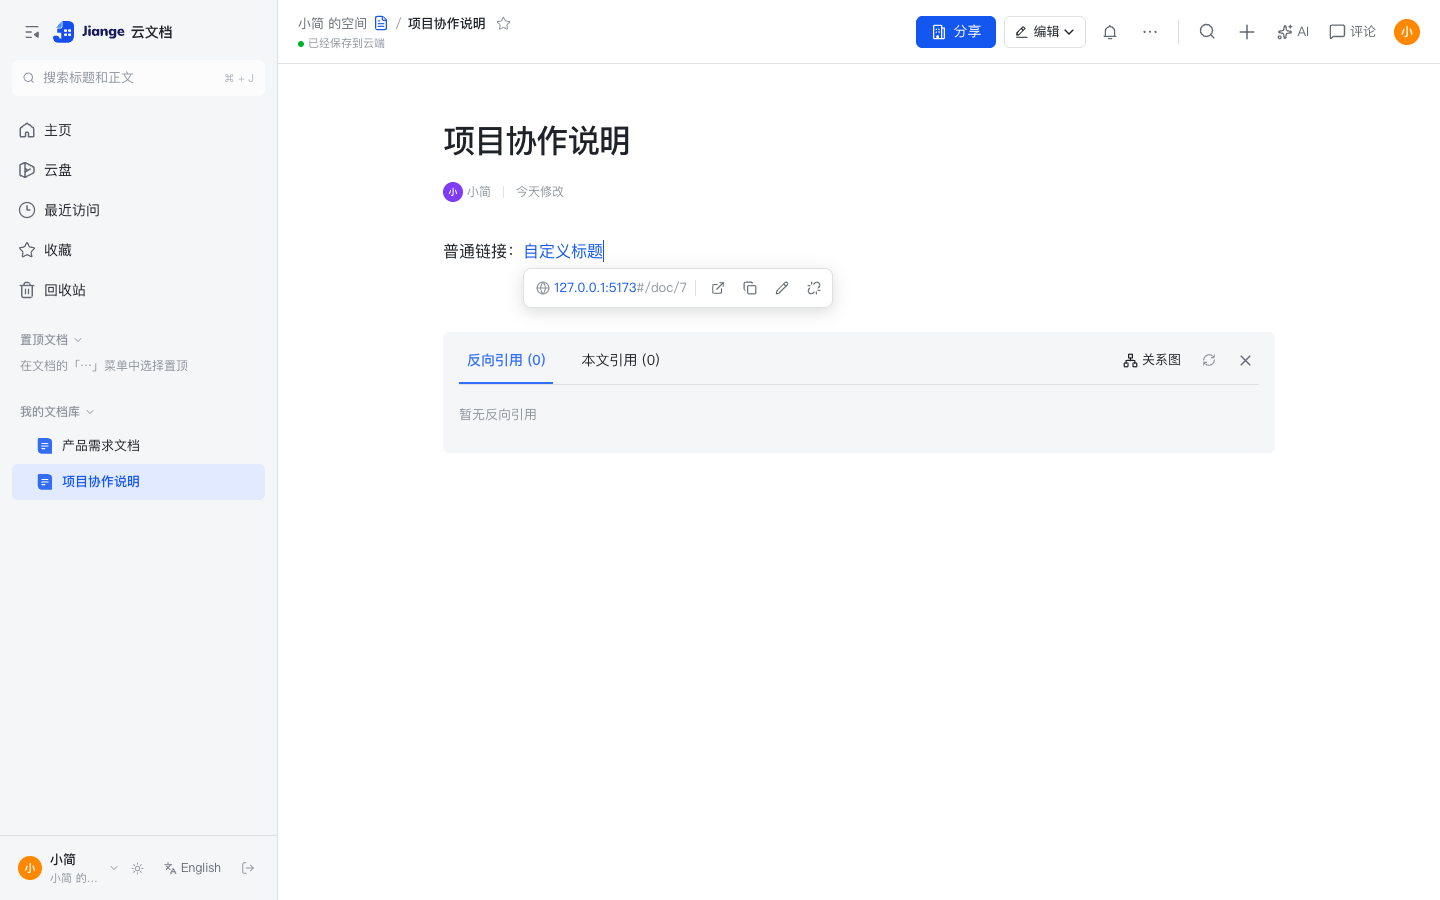 Jiange 云文档
搜索标题和正文 ⌘ + J
主页
云盘
最近访问
收藏
回收站
置顶文档
在文档的「···」菜单中选择置顶
我的文档库
产品需求文档
项目协作说明
小
小简
小简 的...
English
小简 的空间 / 项目协作说明
已经保存到云端
分享
编辑
AI
评论
小
项目协作说明
小 小简 今天修改
普通链接：自定义标题
127.0.0.1:5173#/doc/7
反向引用 (0) 本文引用 (0) 关系图
暂无反向引用